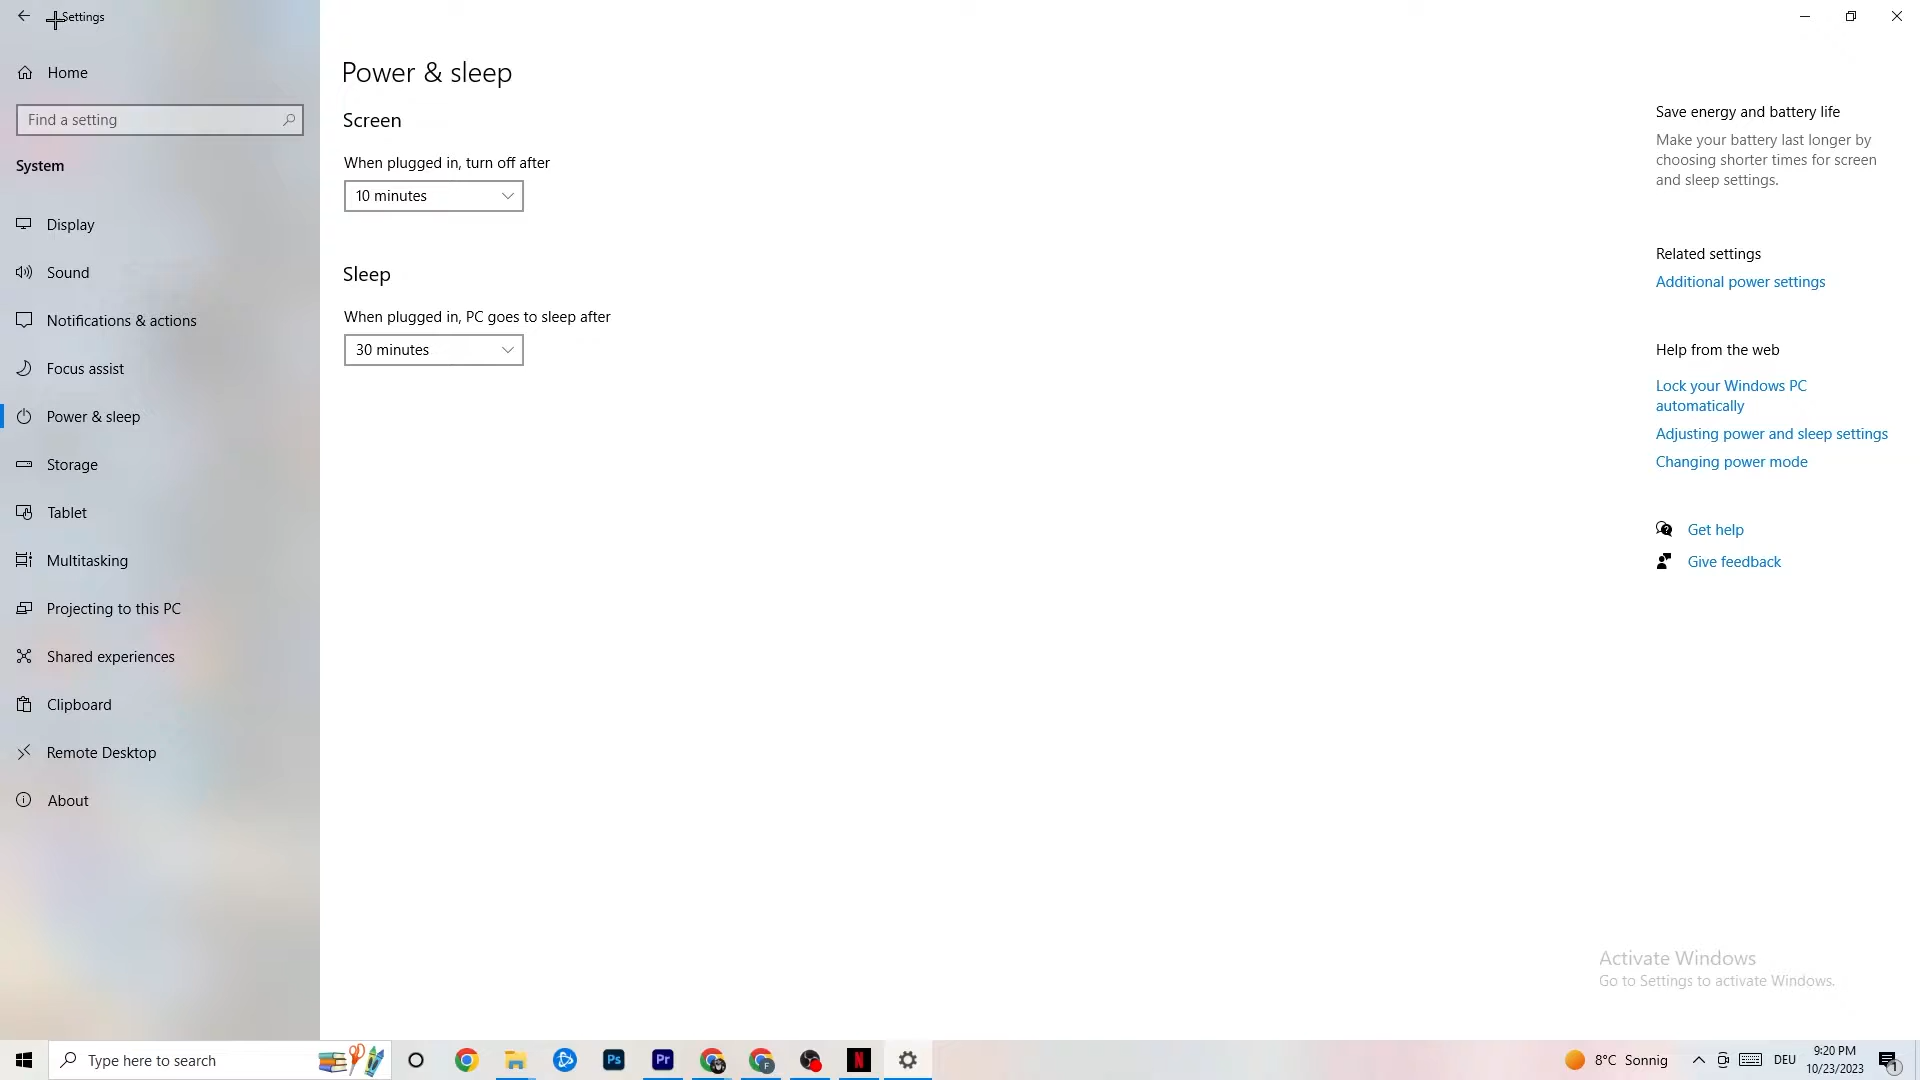 Settings
Home
Find a setting
System
Display
Sound
Notifications & actions
Focus assist
Power & sleep
Storage
Tablet
Multitasking
Projecting to this PC
Shared experiences
Clipboard
Remote Desktop
About
Power & sleep
Screen
When plugged in, turn off after
10 minutes
Sleep
When plugged in, PC goes to sleep after
30 minutes
Save energy and battery life
Make your battery last longer by
choosing shorter times for screen
and sleep settings.
Related settings
Additional power settings
Help from the web
Lock your Windows PC
automatically
Adjusting power and sleep settings
Changing power mode
Get help
Give feedback
Activate Windows
Go to Settings to activate Windows.
Type here to search
Ps
Pr
F
N
8°C Sonnig
DEU
9:20 PM
10/23/2023
1